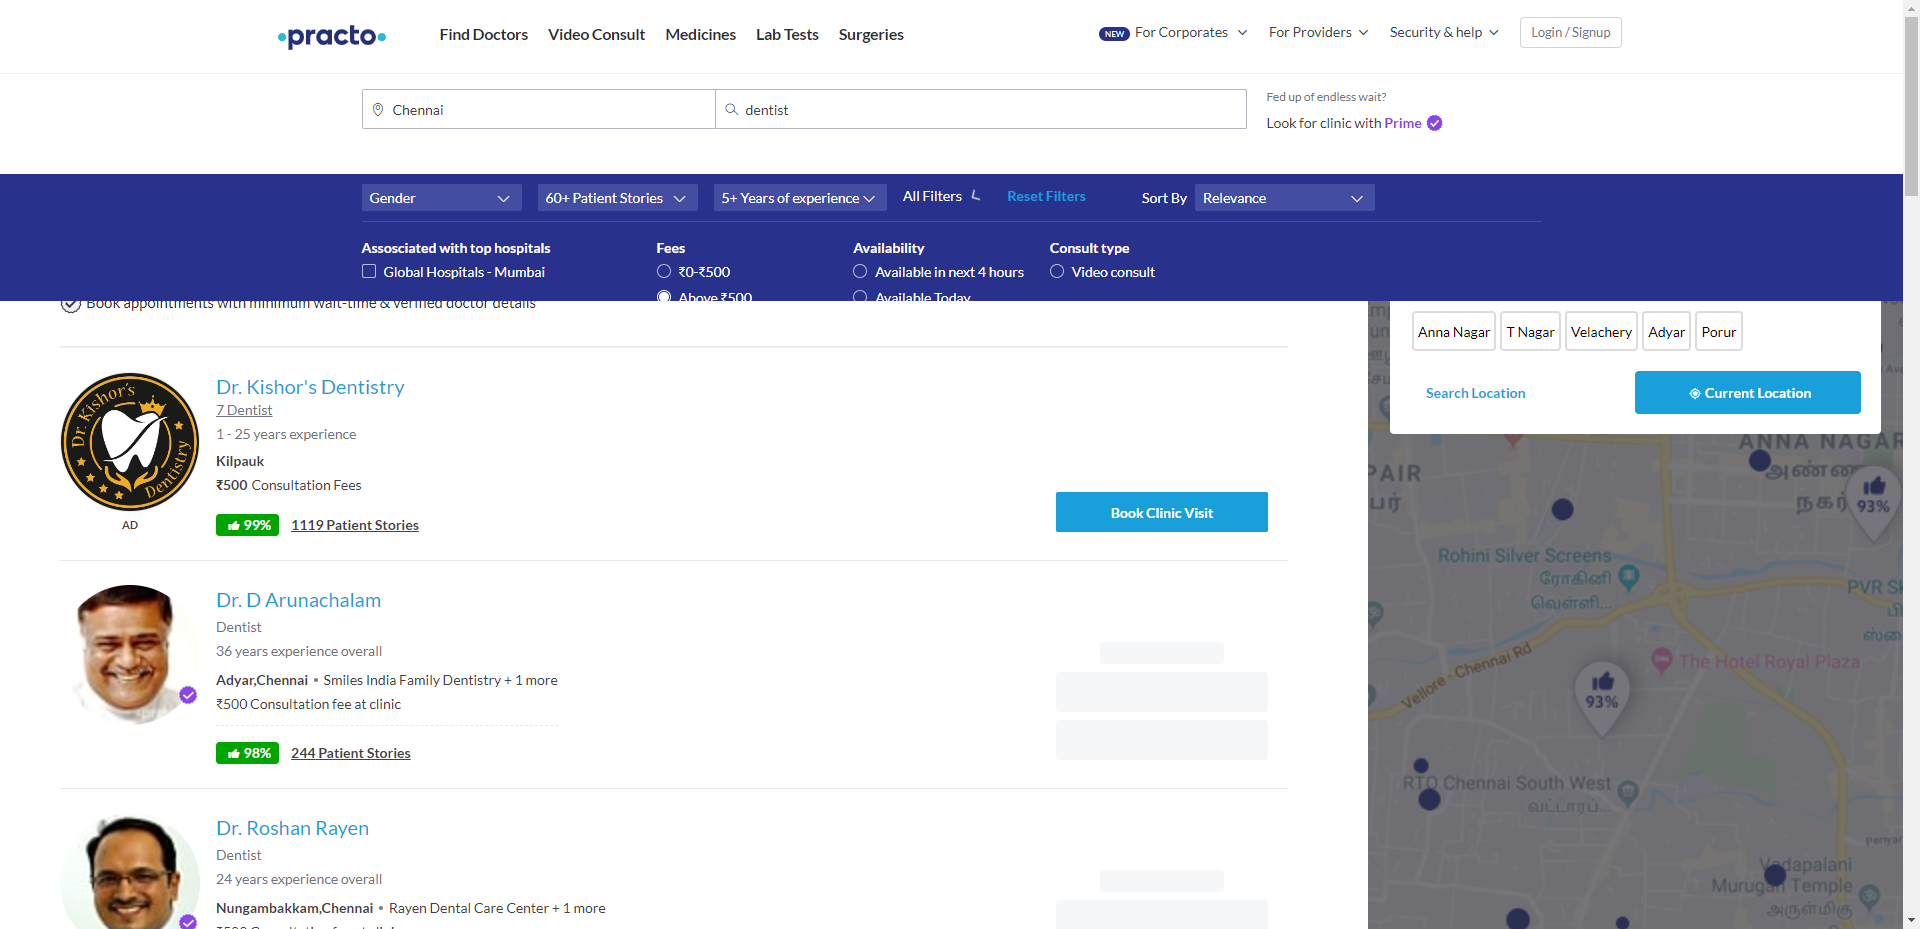 practo
Find Doctors
Video Consult
Medicines
Lab Tests
Surgeries
NEW For Corporates
For Providers
Security & help
Login / Signup
Chennai
dentist
Fed up of endless wait?
Look for clinic with Prime
Gender
60+ Patient Stories
5+ Years of experience
All Filters
Reset Filters
Sort By
Relevance
Assosciated with top hospitals
Global Hospitals - Mumbai
Fees
₹0-₹500
Above ₹500
Availability
Available in next 4 hours
Available Today
Consult type
Video consult
Book appointments with minimum wait-time & verified doctor details
Dr. Kishor's
Dentistry
AD
Dr. Kishor's Dentistry
7 Dentist
1 - 25 years experience
Kilpauk
₹500 Consultation Fees
99%
1119 Patient Stories
Book Clinic Visit
Dr. D Arunachalam
Dentist
36 years experience overall
Adyar,Chennai • Smiles India Family Dentistry + 1 more
₹500 Consultation fee at clinic
98%
244 Patient Stories
Dr. Roshan Rayen
Dentist
24 years experience overall
Nungambakkam,Chennai • Rayen Dental Care Center + 1 more
Anna Nagar
T Nagar
Velachery
Adyar
Porur
Search Location
Current Location
ANNA NAGAR
அண்ணா
நகர்
93%
Rohini Silver Screens
ரோகினி
வெள்ளி...
PVR
The Hotel Royal Plaza
Vellore - Chennai Rd
93%
RTO Chennai South West
வட்டாரப்...
Vadapalani
Murugan Temple
அருள்மிகு